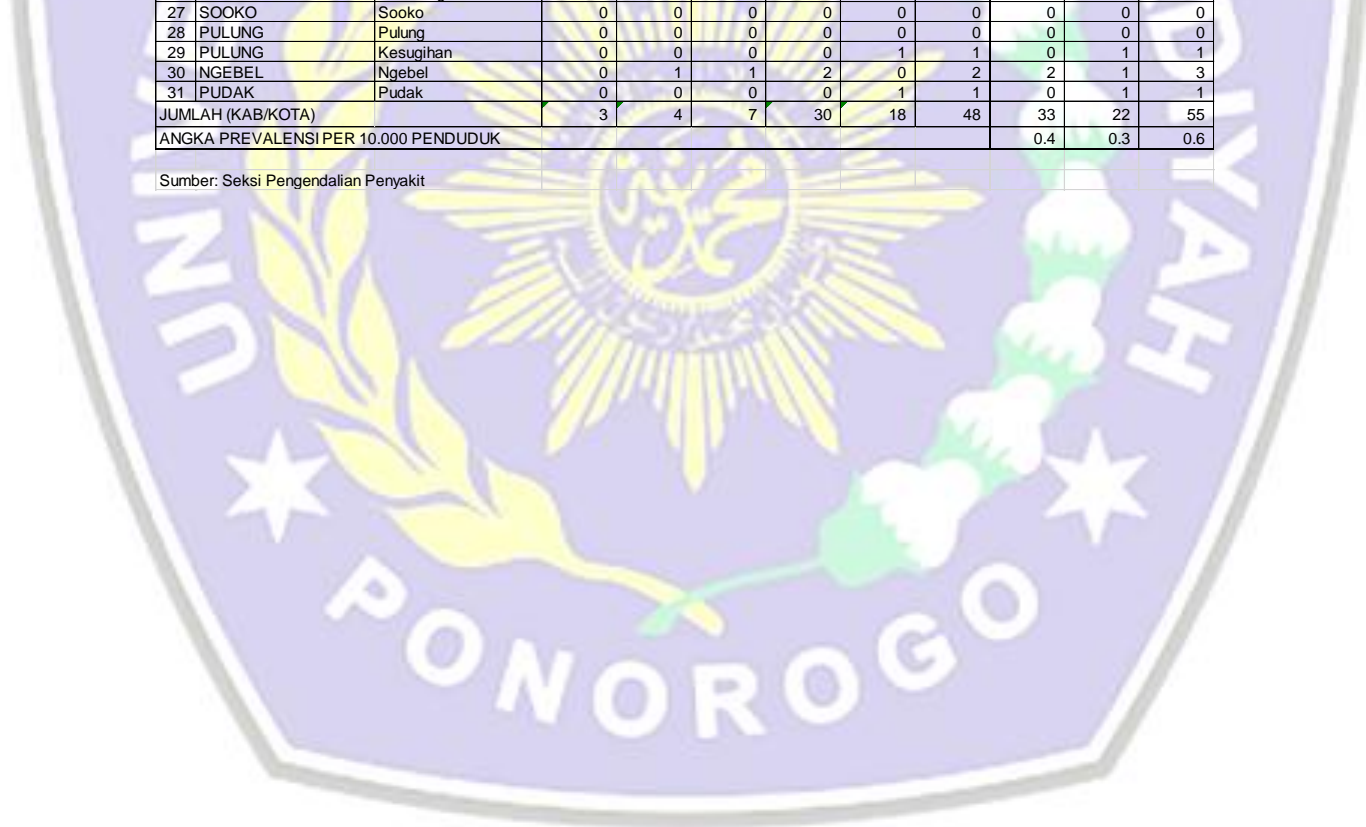 27 SOOKO Sooko 0 0 0 0 0 0 0 0 0
28 PULUNG Pulung 0 0 0 0 0 0 0 0 0
29 PULUNG Kesugihan 0 0 0 0 1 1 0 1 1
30 NGEBEL Ngebel 0 1 1 2 0 2 2 1 3
31 PUDAK Pudak 0 0 0 0 1 1 0 1 1
JUMLAH (KAB/KOTA) 3 4 7 30 18 48 33 22 55
ANGKA PREVALENSI PER 10.000 PENDUDUK 0.4 0.3 0.6
Sumber: Seksi Pengendalian Penyakit
UNI
DIYAH
PONOROGO